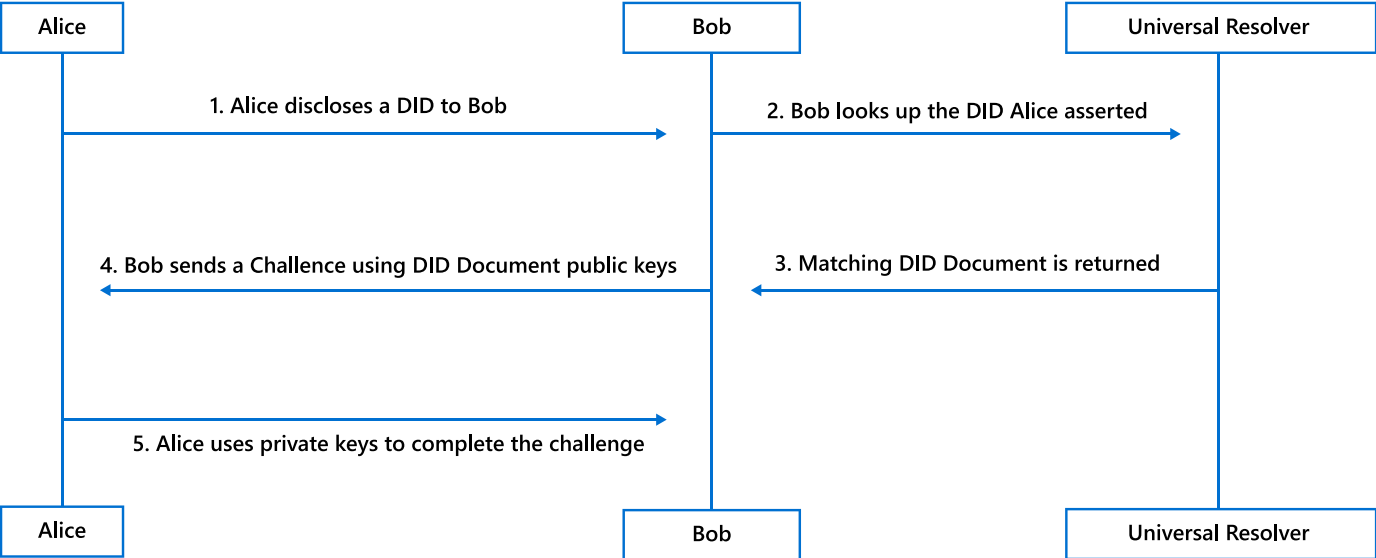 Alice
Bob
Universal Resolver
1. Alice discloses a DID to Bob
2. Bob looks up the DID Alice asserted
4. Bob sends a Challence using DID Document public keys
3. Matching DID Document is returned
5. Alice uses private keys to complete the challenge
Alice
Bob
Universal Resolver